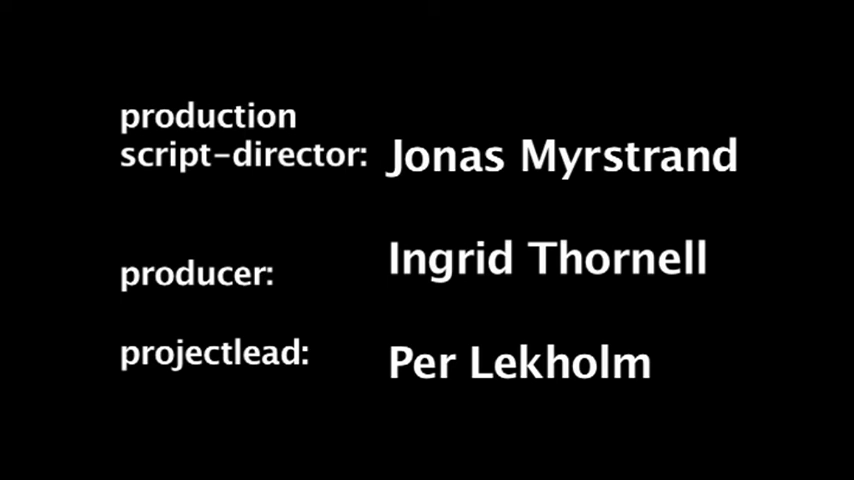 production
script-director: Jonas Myrstrand
producer: Ingrid Thornell
projectlead: Per Lekholm